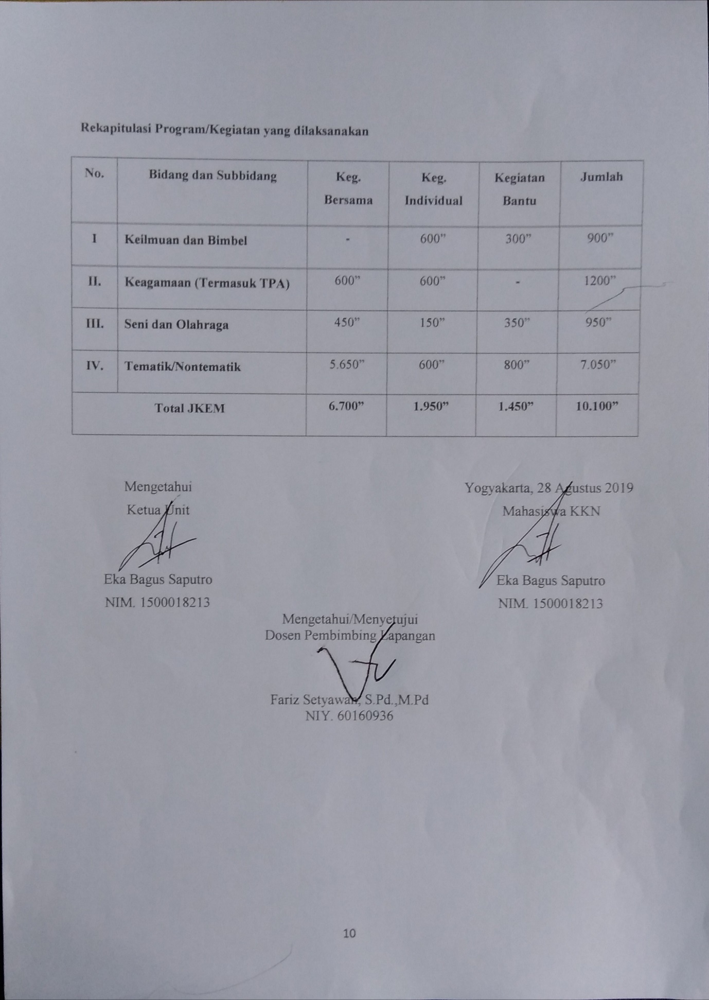 Rekapitulasi Program/Kegiatan yang dilaksanakan
No. Bidang dan Subbidang Keg. Bersama Keg. Individual Kegiatan Bantu Jumlah
I Keilmuan dan Bimbel - 600” 300” 900”
II. Keagamaan (Termasuk TPA) 600” 600” - 1200”
III. Seni dan Olahraga 450” 150” 350” 950”
IV. Tematik/Nontematik 5.650” 600” 800” 7.050”
Total JKEM 6.700” 1.950” 1.450” 10.100”
Mengetahui
Ketua Unit
Eka Bagus Saputro
NIM. 1500018213
Yogyakarta, 28 Agustus 2019
Mahasiswa KKN
Eka Bagus Saputro
NIM. 1500018213
Mengetahui/Menyetujui
Dosen Pembimbing Lapangan
Fariz Setyawan, S.Pd.,M.Pd
NIY. 60160936
10